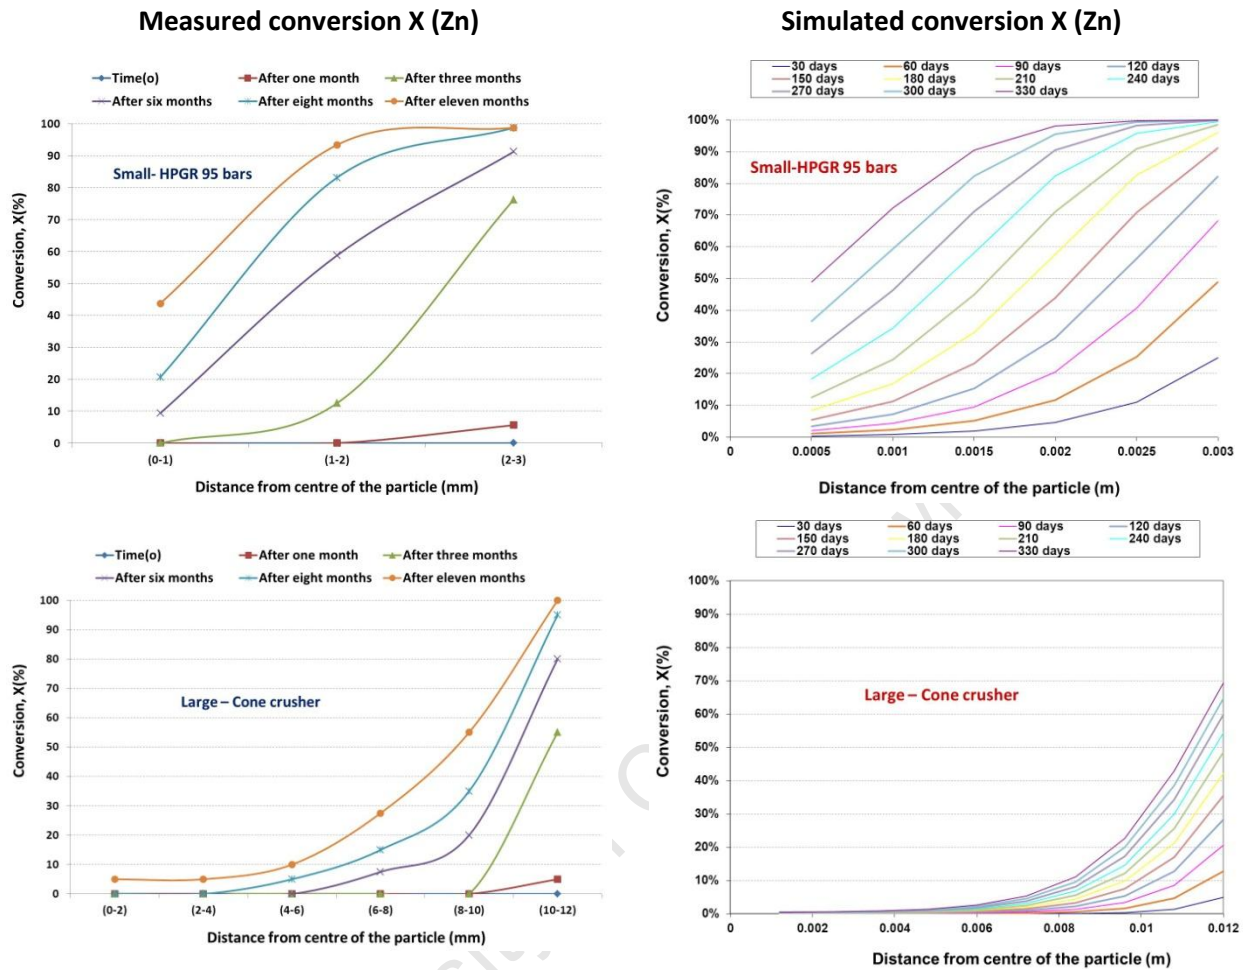 Measured conversion X (Zn)
Simulated conversion X (Zn)
Time(o) After one month After three months
After six months After eight months After eleven months
100
90
80
70
60
50
40
30
20
10
0
Conversion, X(%)
Small- HPGR 95 bars
(0-1) (1-2) (2-3)
Distance from centre of the particle (mm)
30 days 60 days 90 days 120 days
150 days 180 days 210 240 days
270 days 300 days 330 days
100%
90%
80%
70%
60%
50%
40%
30%
20%
10%
0%
Conversion, X(%)
Small-HPGR 95 bars
0 0.0005 0.001 0.0015 0.002 0.0025 0.003
Distance from centre of the particle (m)
Time(o) After one month After three months
After six months After eight months After eleven months
100
90
80
70
60
50
40
30
20
10
0
Conversion, X(%)
Large – Cone crusher
(0-2) (2-4) (4-6) (6-8) (8-10) (10-12)
Distance from centre of the particle (mm)
30 days 60 days 90 days 120 days
150 days 180 days 210 240 days
270 days 300 days 330 days
100%
90%
80%
70%
60%
50%
40%
30%
20%
10%
0%
Conversion, X(%)
Large – Cone crusher
0 0.002 0.004 0.006 0.008 0.01 0.012
Distance from centre of the particle (m)